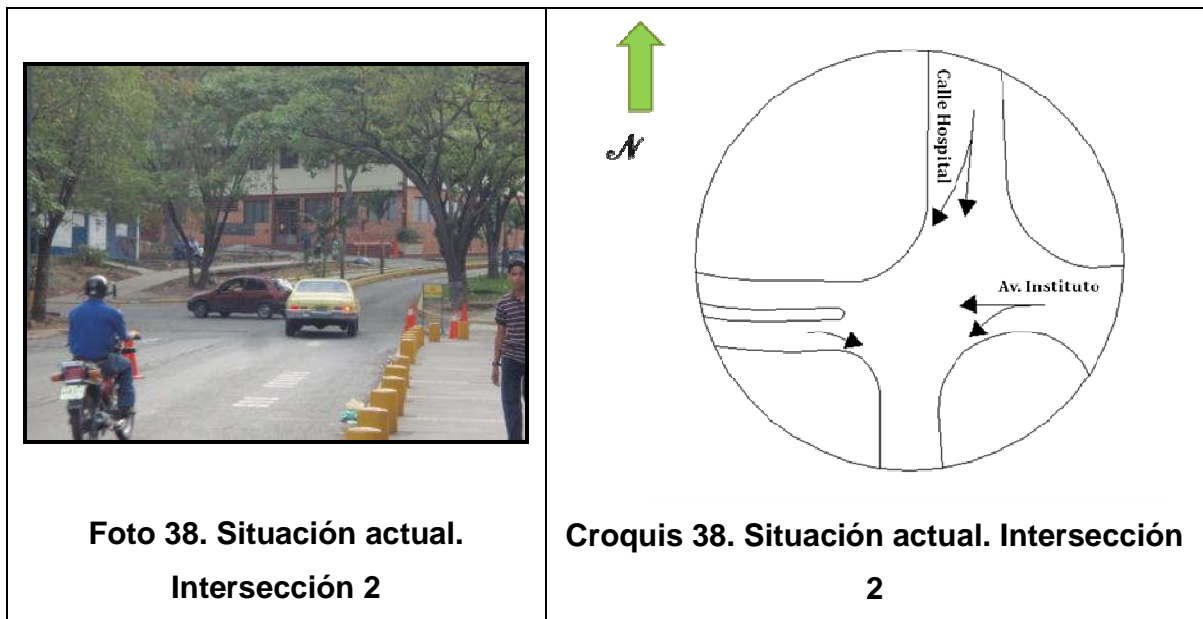 N
Calle Hospital
Av. Instituto
Foto 38. Situación actual.
Intersección 2
Croquis 38. Situación actual. Intersección
2